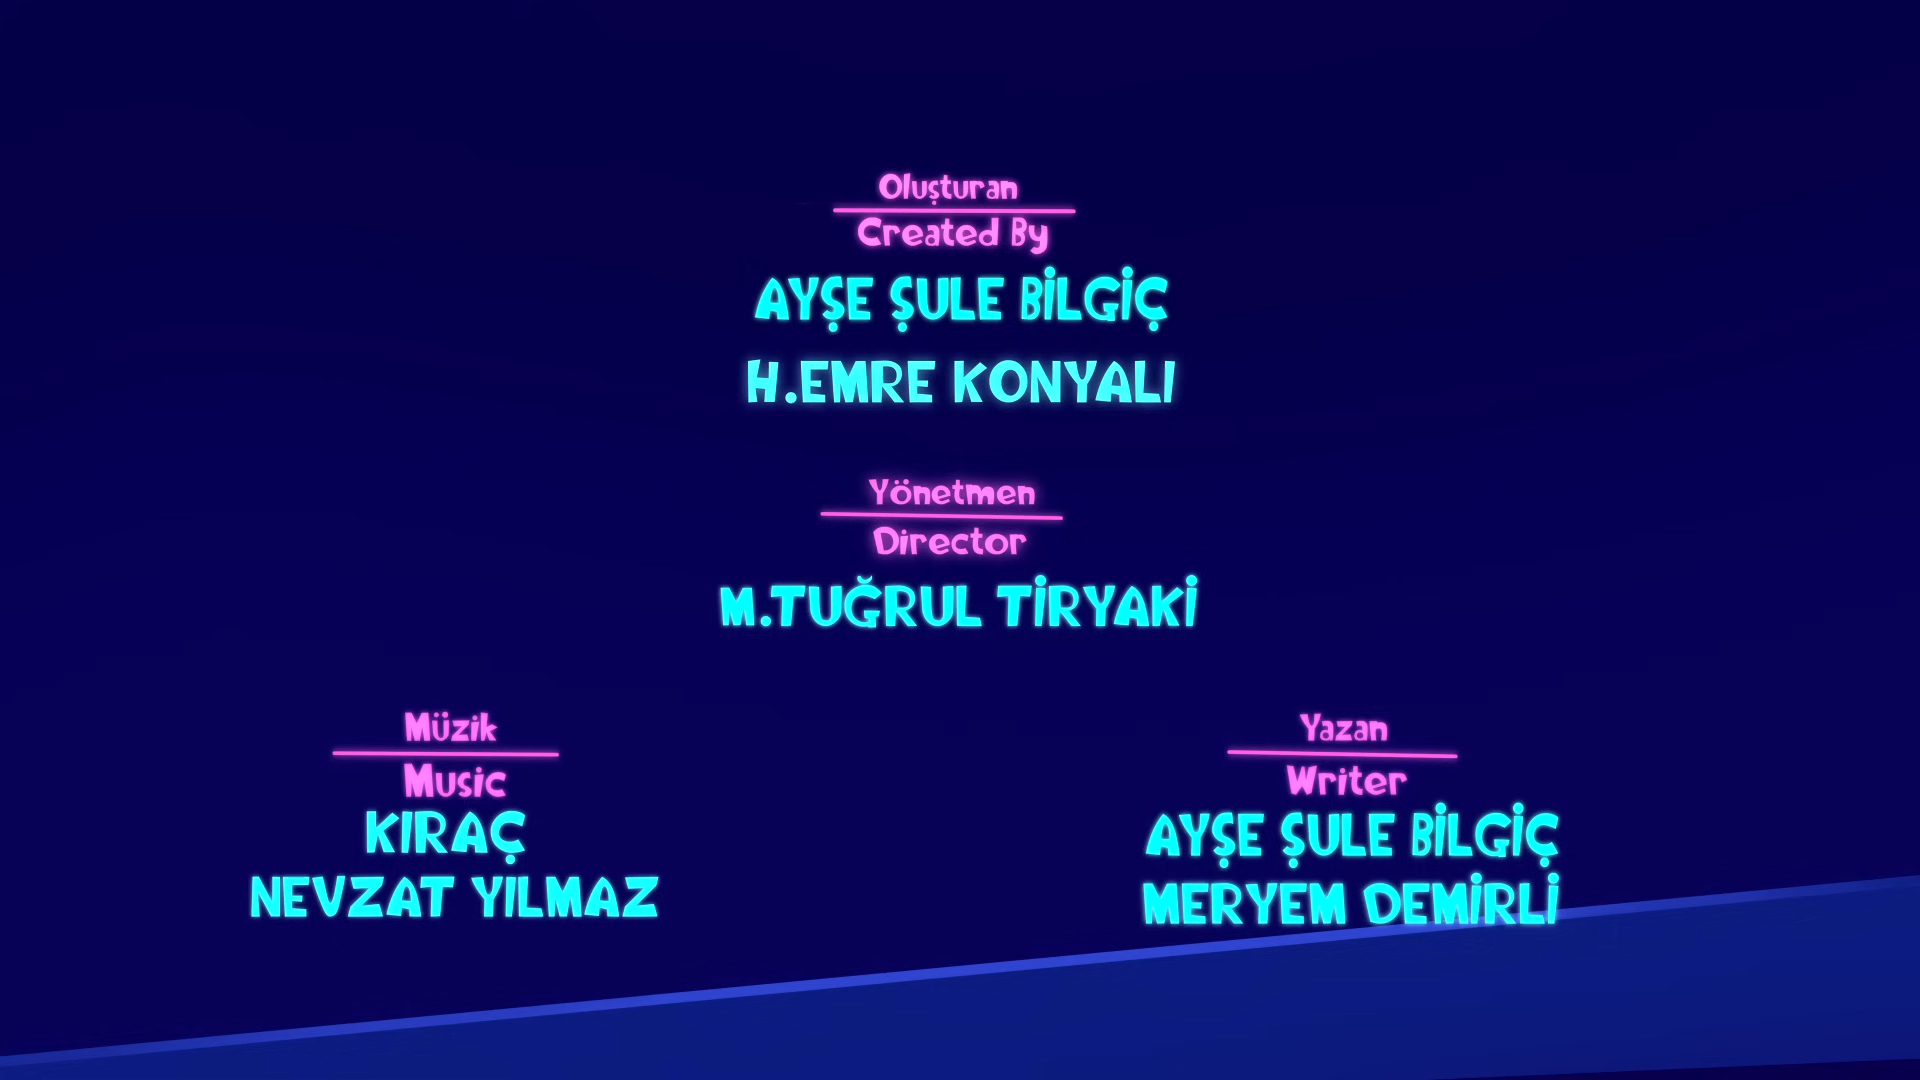 Oluşturan
Created By
AYŞE ŞULE BİLGİÇ
H.EMRE KONYALI
Yönetmen
Director
M.TUĞRUL TİRYAKİ
Müzik
Music
KIRAÇ
NEVZAT YILMAZ
Yazan
Writer
AYŞE ŞULE BİLGİÇ
MERYEM DEMİRLİ